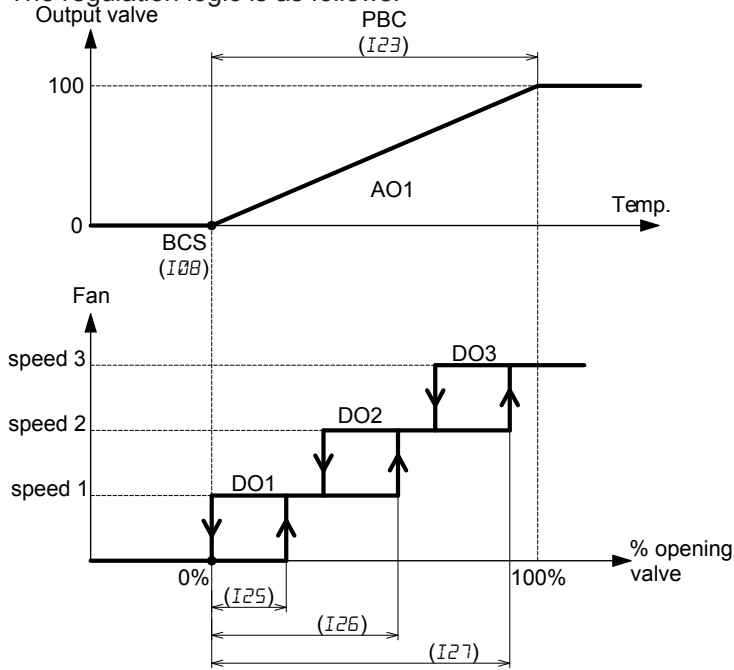 The regulation logic is as follows:
Output valve
PBC
(I23)
100
AO1
Temp.
0
BCS
(I08)
Fan
speed 3
DO3
speed 2
DO2
speed 1
DO1
% opening
valve
0%
100%
(I25)
(I26)
(I27)